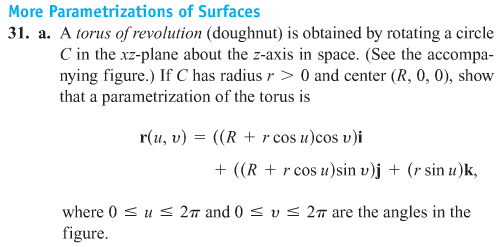 More Parametrizations of Surfaces
31. a. A torus of revolution (doughnut) is obtained by rotating a circle
C in the xz-plane about the z-axis in space. (See the accompa-
nying figure.) If C has radius r > 0 and center (R, 0, 0), show
that a parametrization of the torus is
r(u, v) = ((R + r cos u)cos v)i
+ ((R + r cos u)sin v)j + (r sin u)k,
where 0 ≤ u ≤ 2π and 0 ≤ v ≤ 2π are the angles in the
figure.